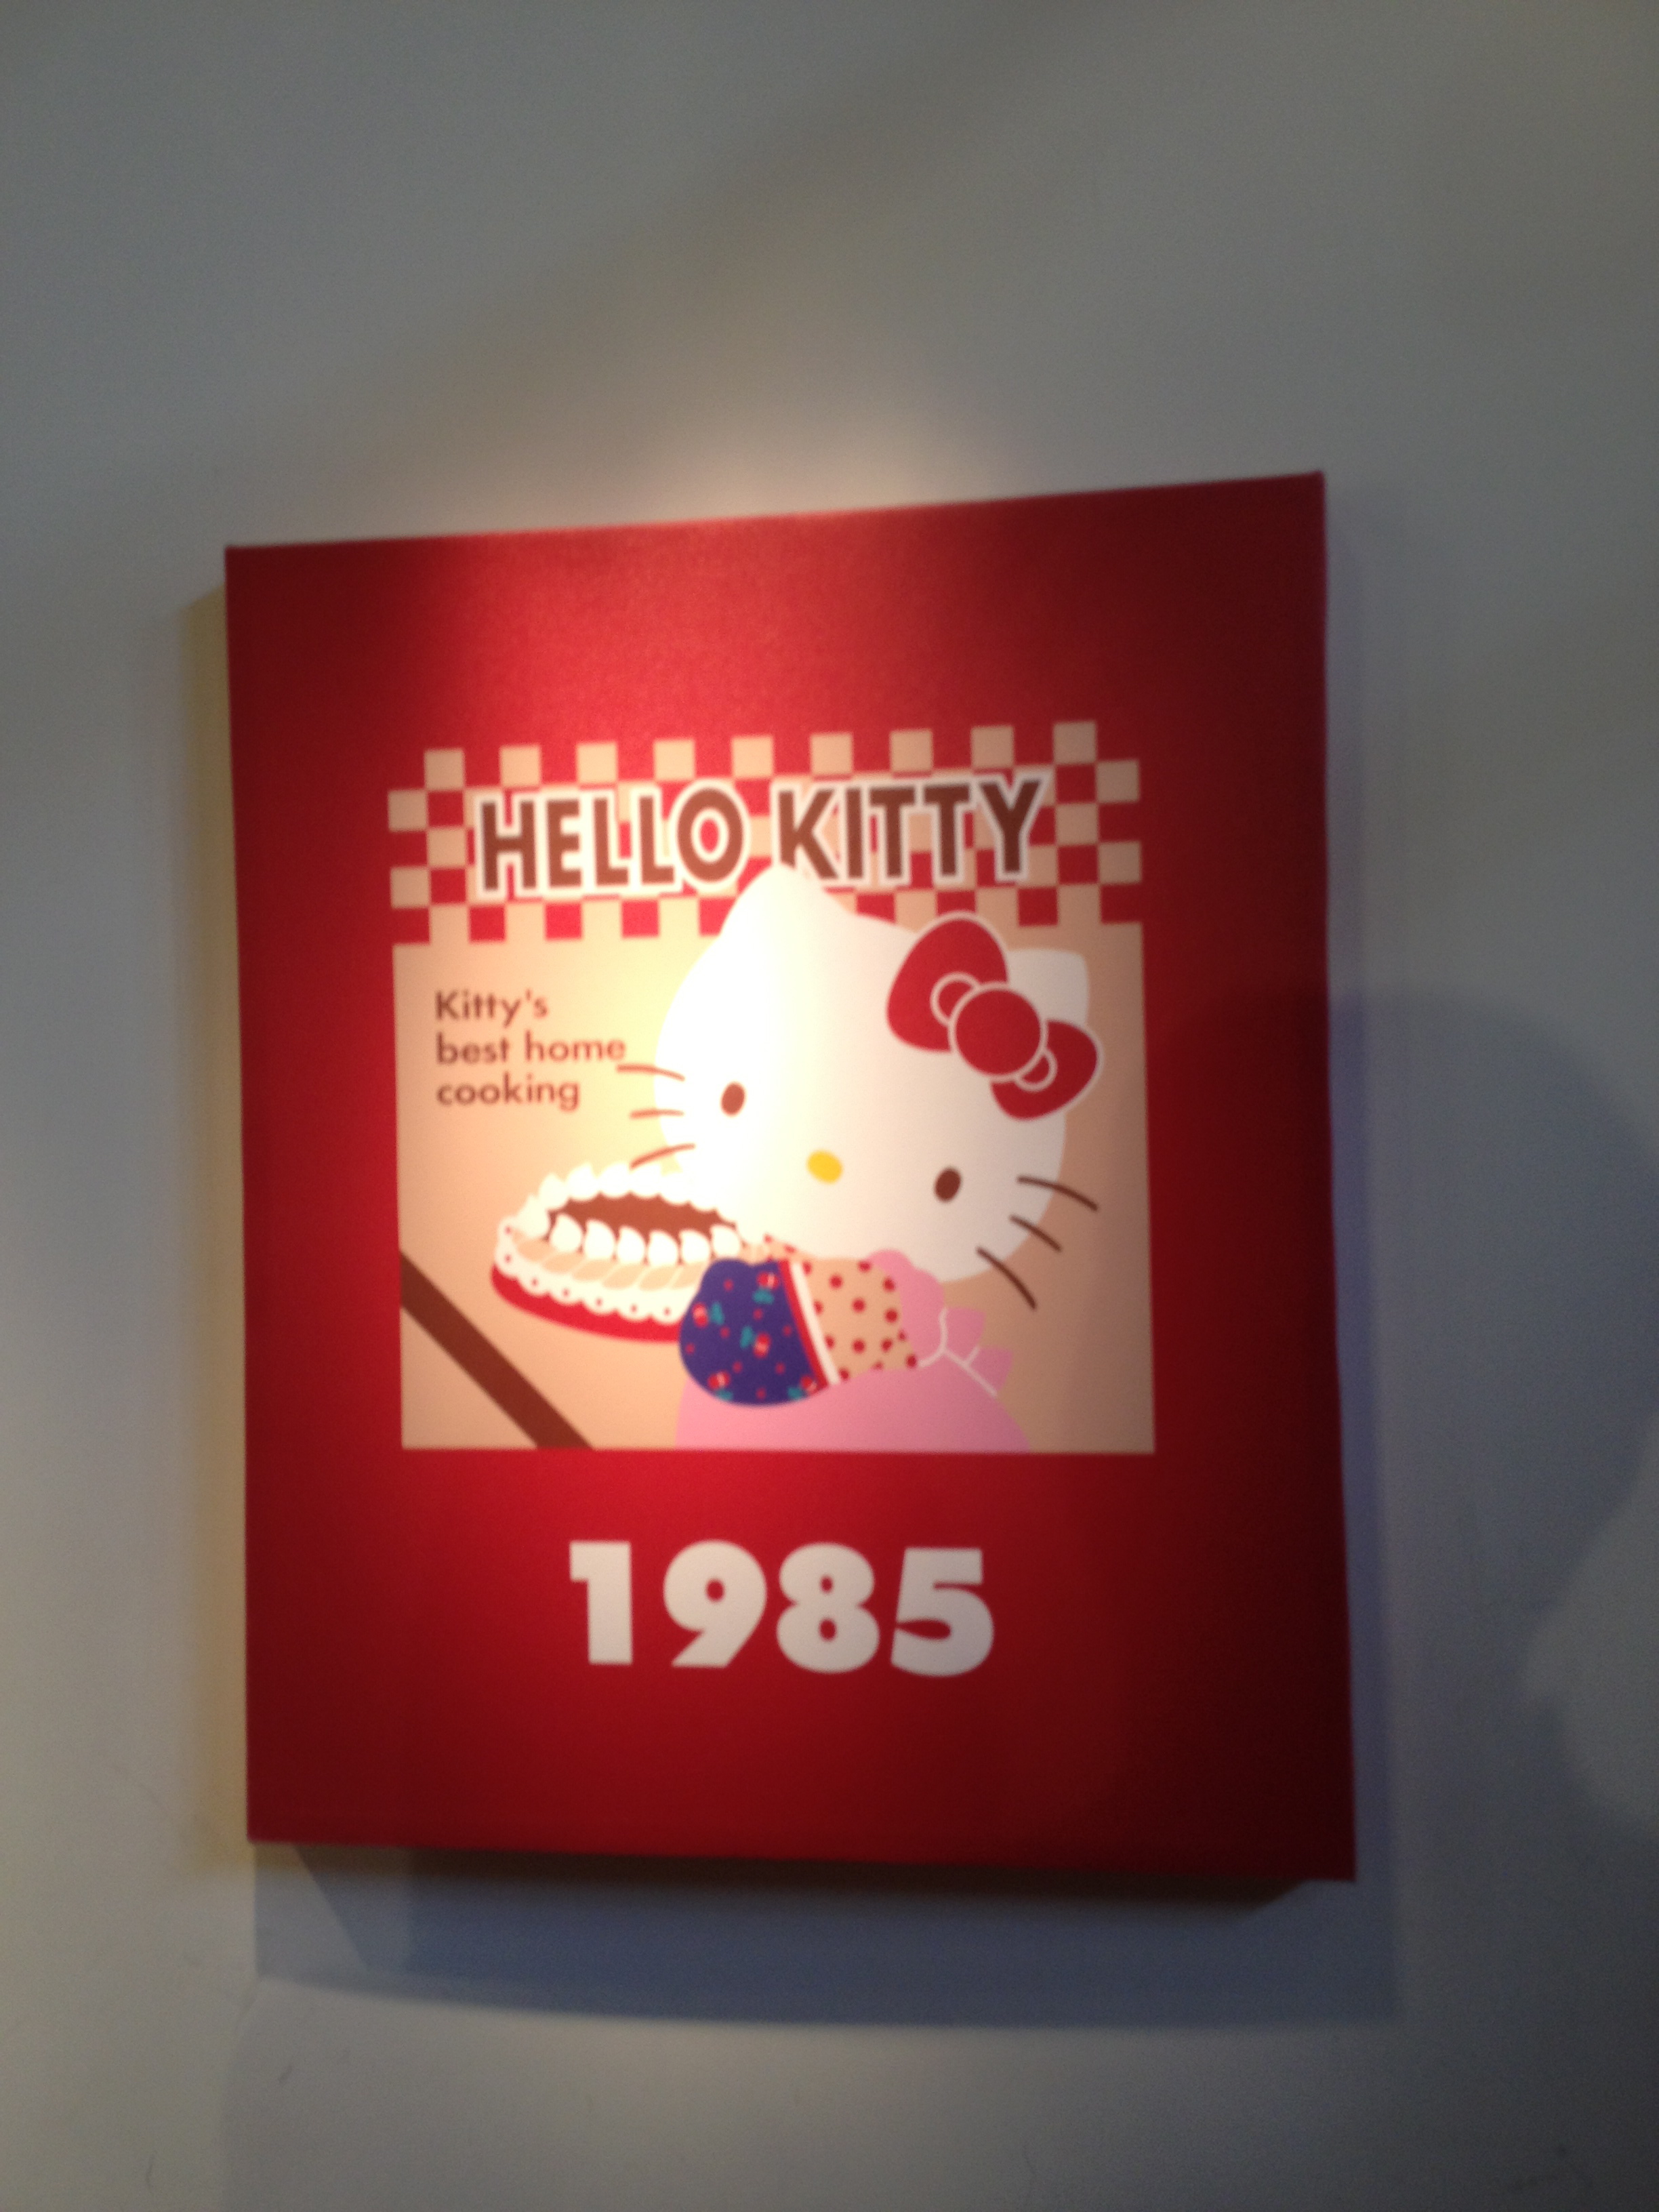 HELLO KITTY
Kitty's
best home
cooking
1985